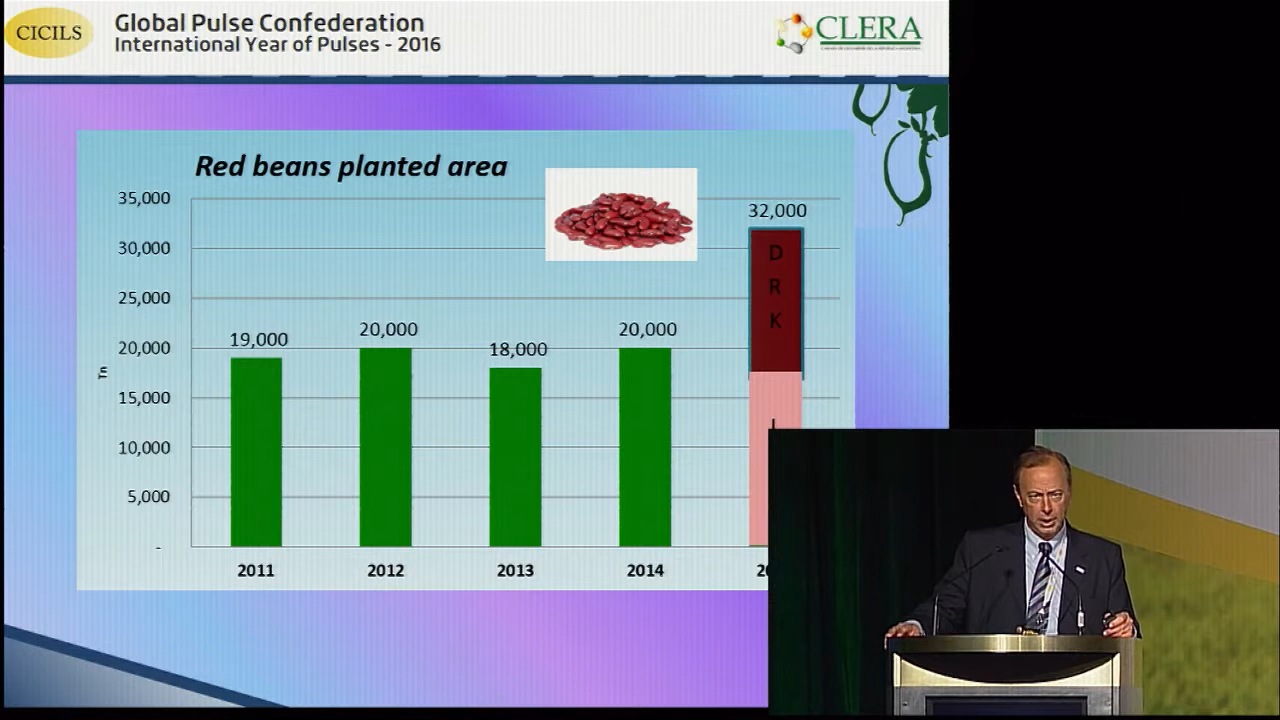 CICILS
Global Pulse Confederation
International Year of Pulses - 2016
CLERA
Red beans planted area
35,000
30,000
25,000
20,000
15,000
10,000
5,000
-
Tn
19,000
20,000
18,000
20,000
32,000
D
R
K
L
2011
2012
2013
2014